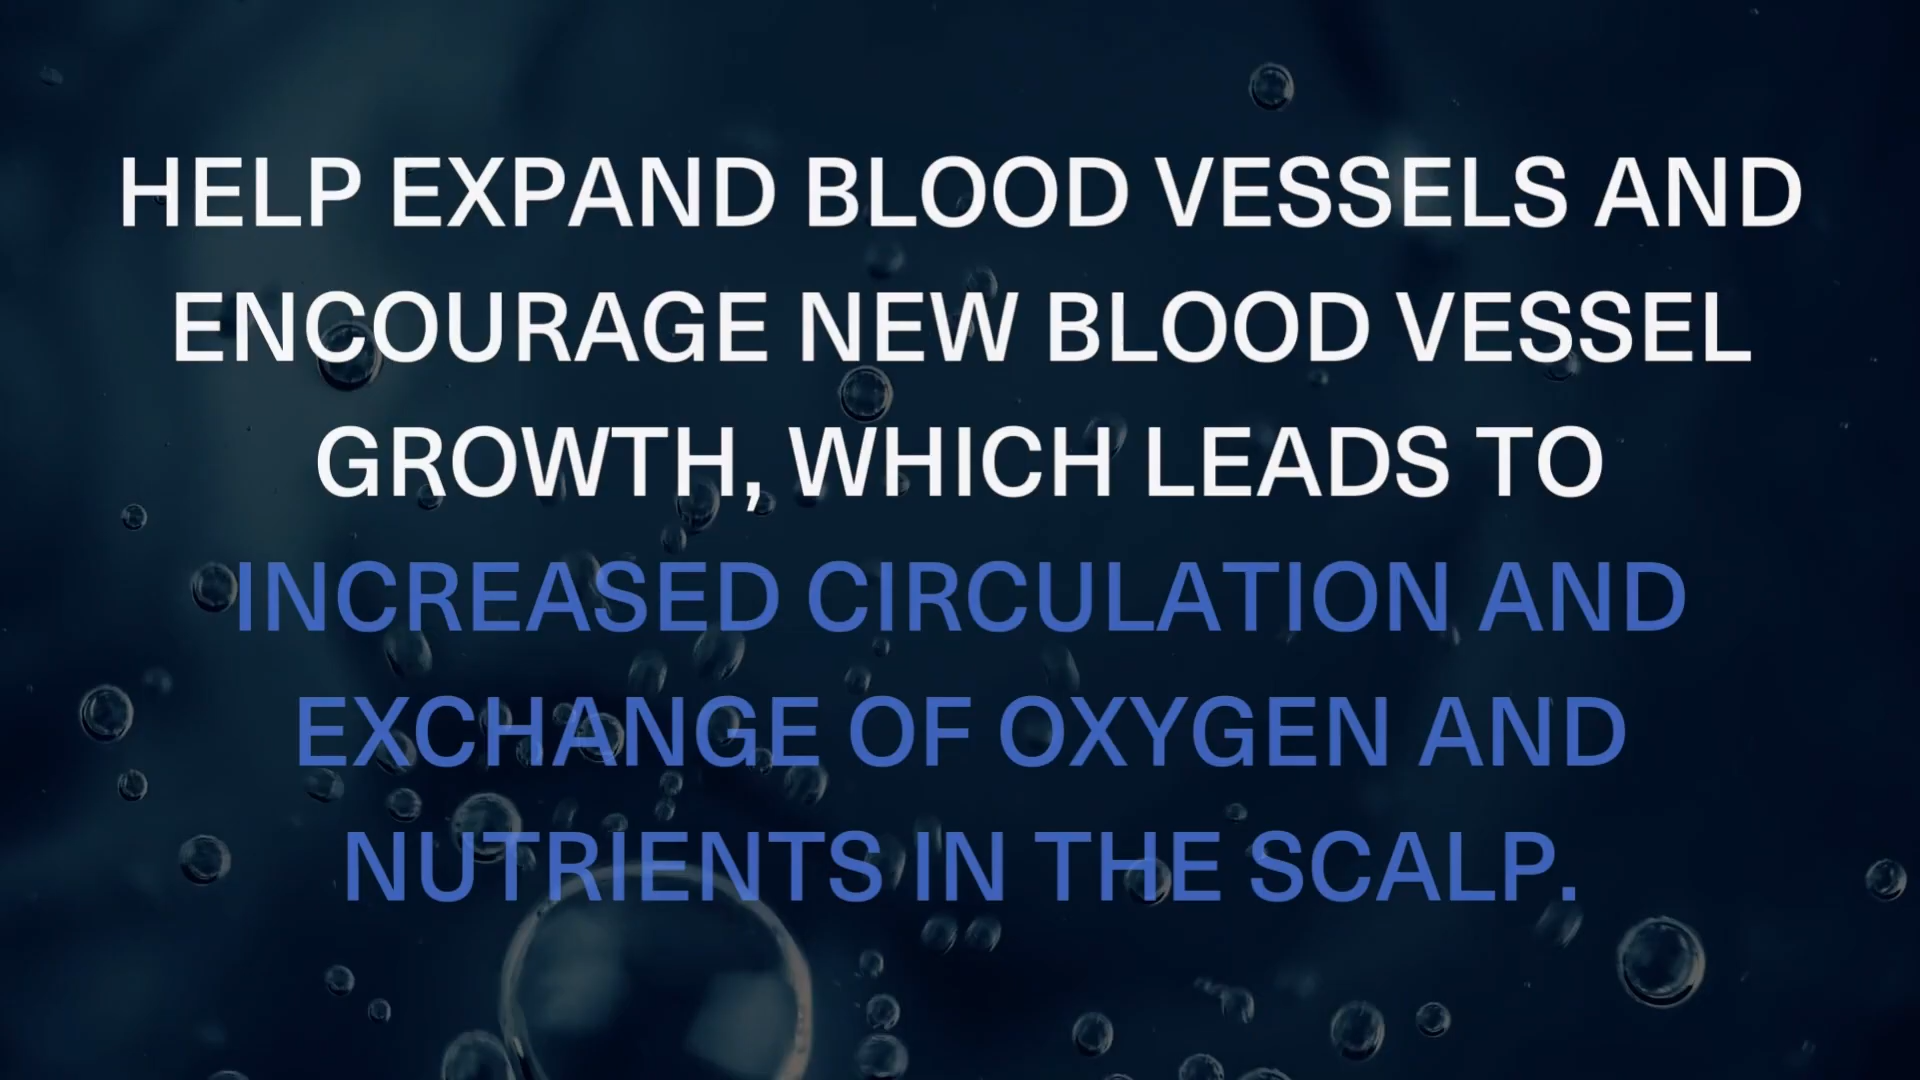 HELP EXPAND BLOOD VESSELS AND
ENCOURAGE NEW BLOOD VESSEL
GROWTH, WHICH LEADS TO
INCREASED CIRCULATION AND
EXCHANGE OF OXYGEN AND
NUTRIENTS IN THE SCALP.